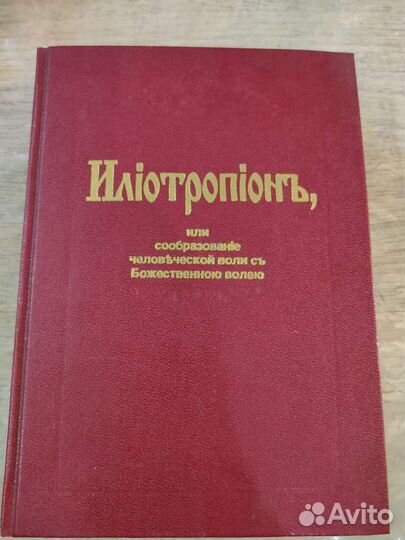 Иліотропіонъ,
или
сообразованіе
человѣческой воли съ
Божественною волею
Avito